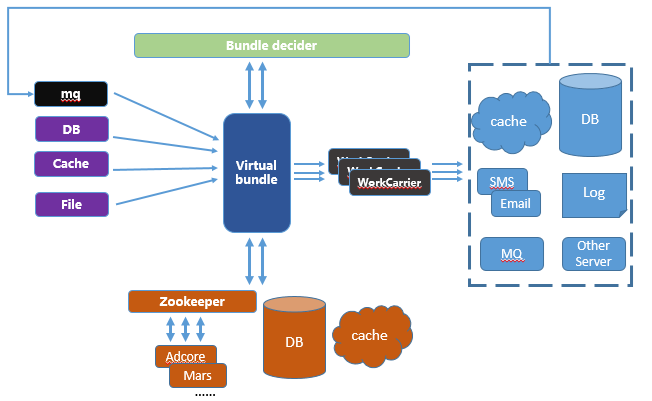 Bundle decider
mq
DB
Cache
File
Virtual
bundle
WorkCarrier
cache
DB
SMS
Email
Log
MQ
Other
Server
Zookeeper
Adcore
Mars
......
DB
cache